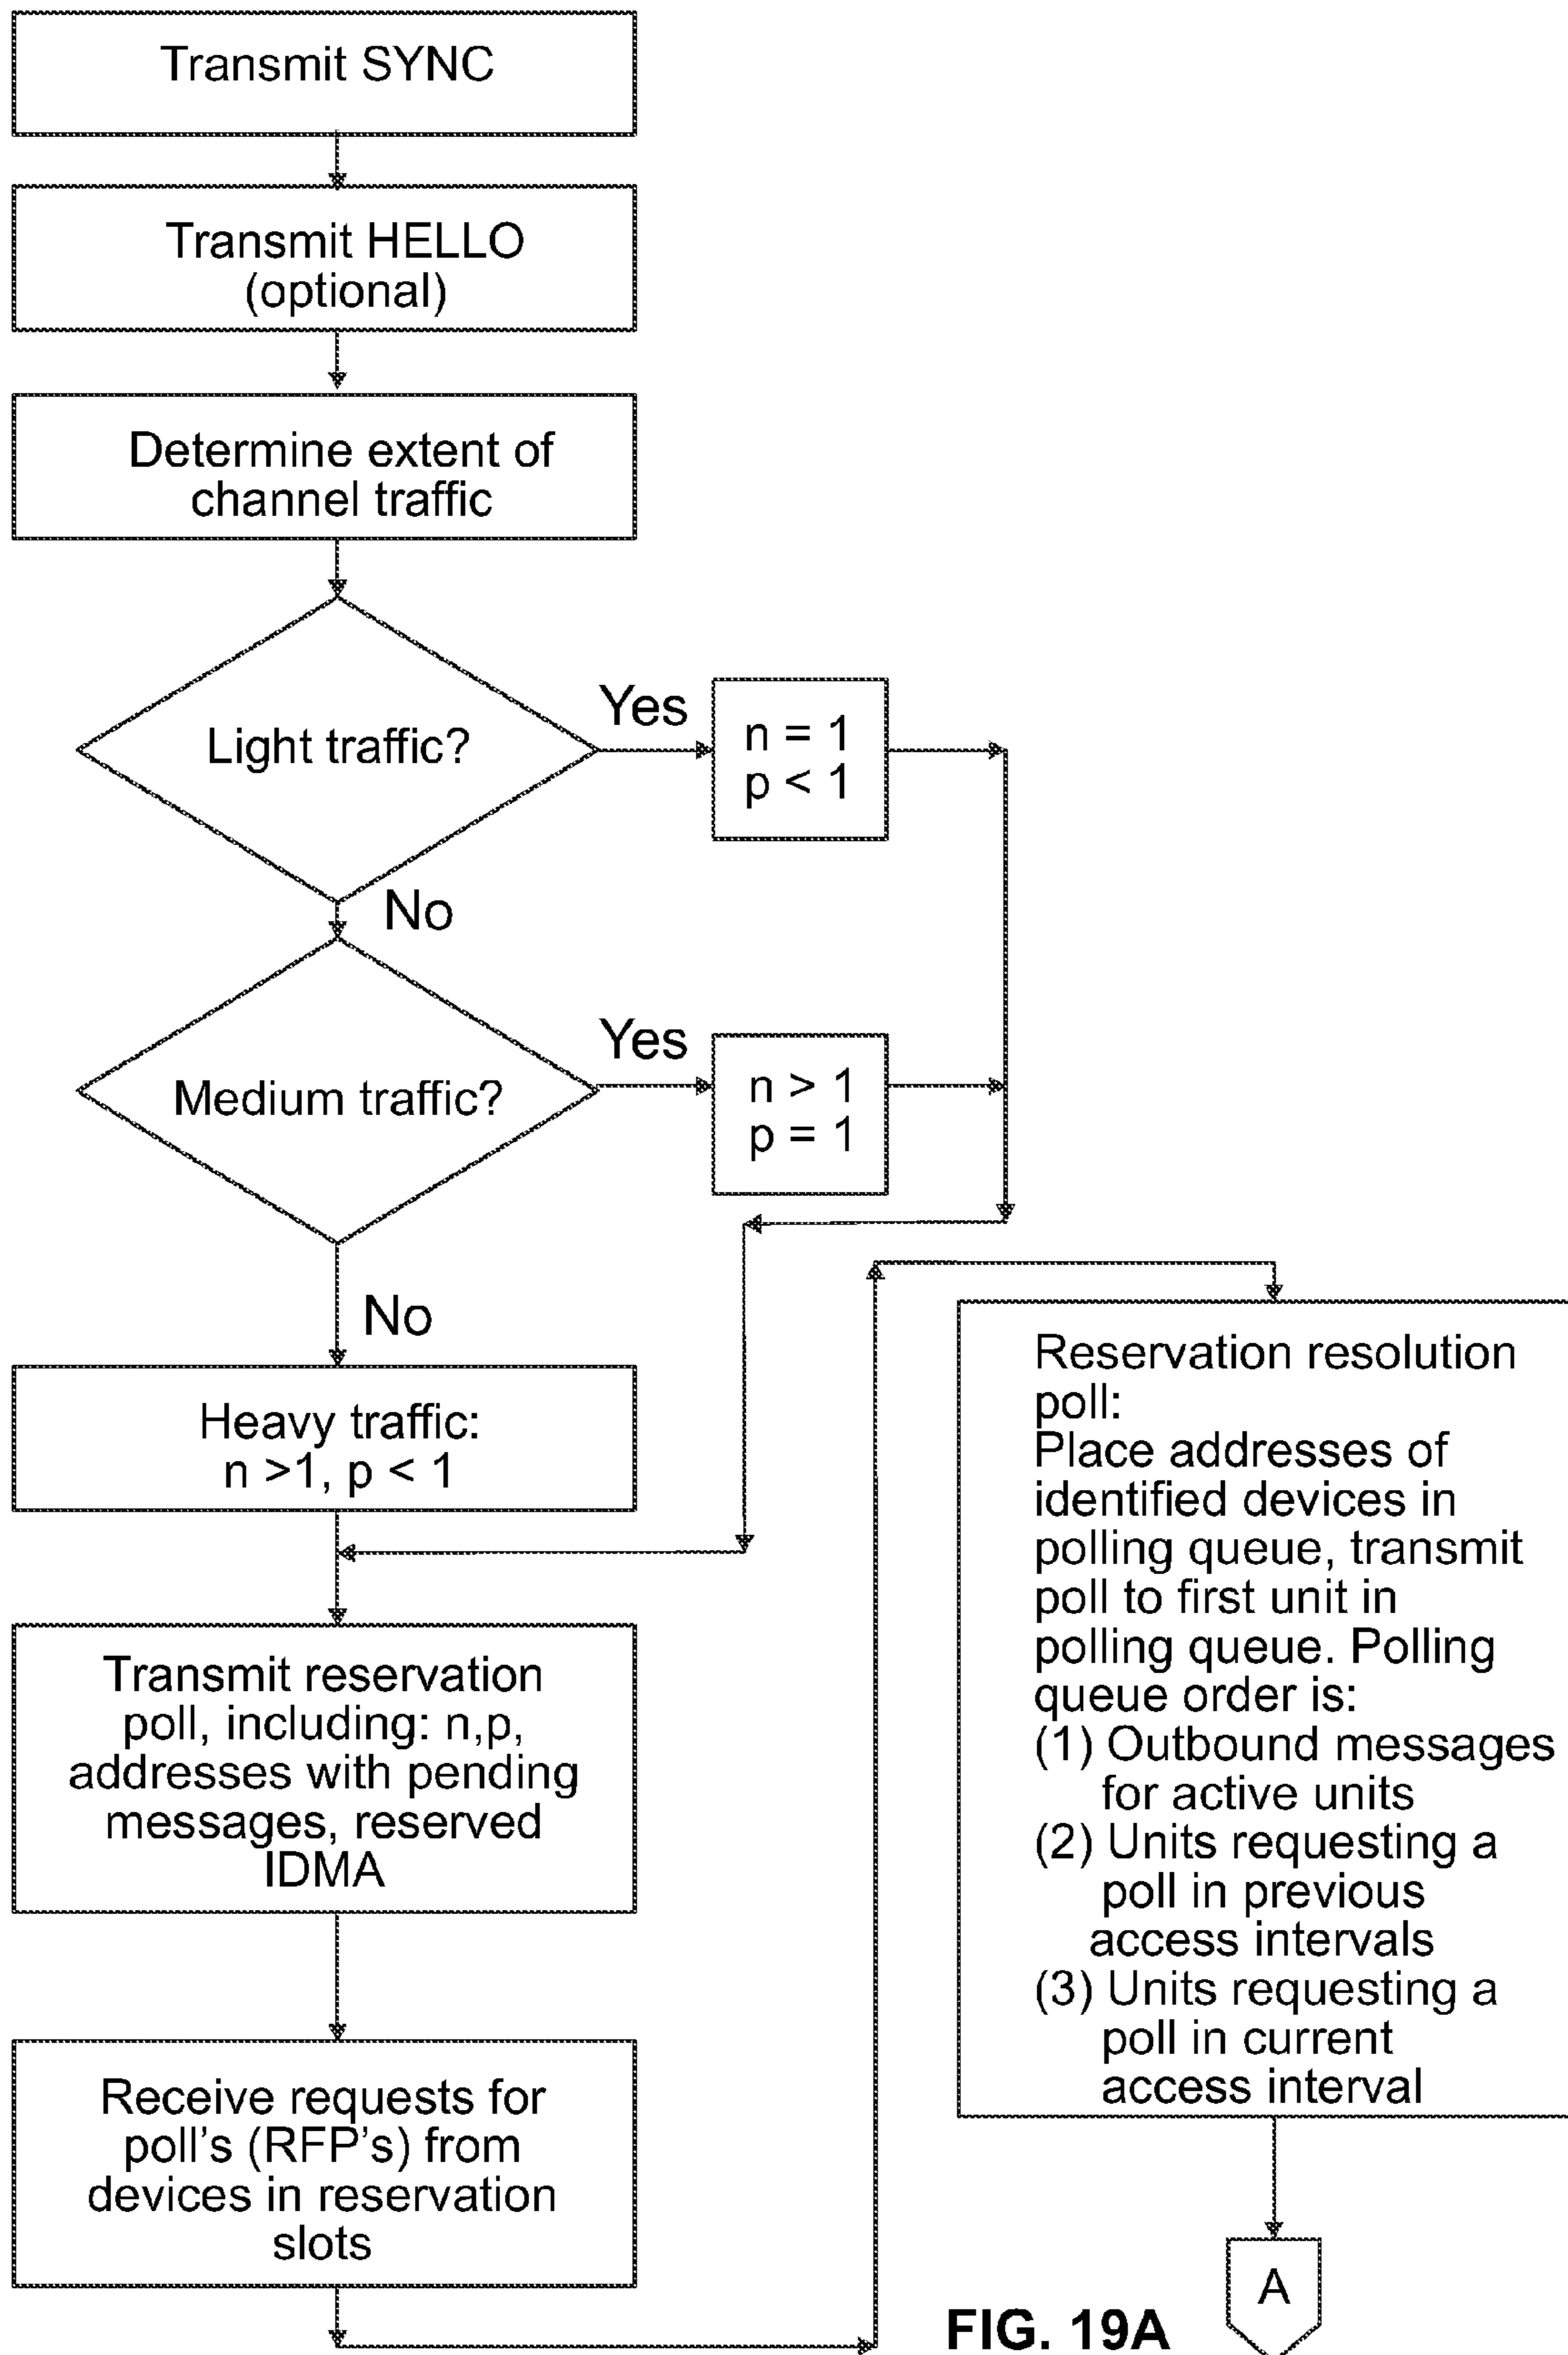 Transmit SYNC
Transmit HELLO
(optional)
Determine extent of
channel traffic
Light traffic?
Yes
n = 1
p < 1
No
Medium traffic?
Yes
n > 1
p = 1
No
Heavy traffic:
n >1, p < 1
Transmit reservation
poll, including: n,p,
addresses with pending
messages, reserved
IDMA
Receive requests for
poll's (RFP's) from
devices in reservation
slots
Reservation resolution
poll:
Place addresses of
identified devices in
polling queue, transmit
poll to first unit in
polling queue. Polling
queue order is:
(1) Outbound messages
for active units
(2) Units requesting a
poll in previous
access intervals
(3) Units requesting a
poll in current
access interval
A
FIG. 19A